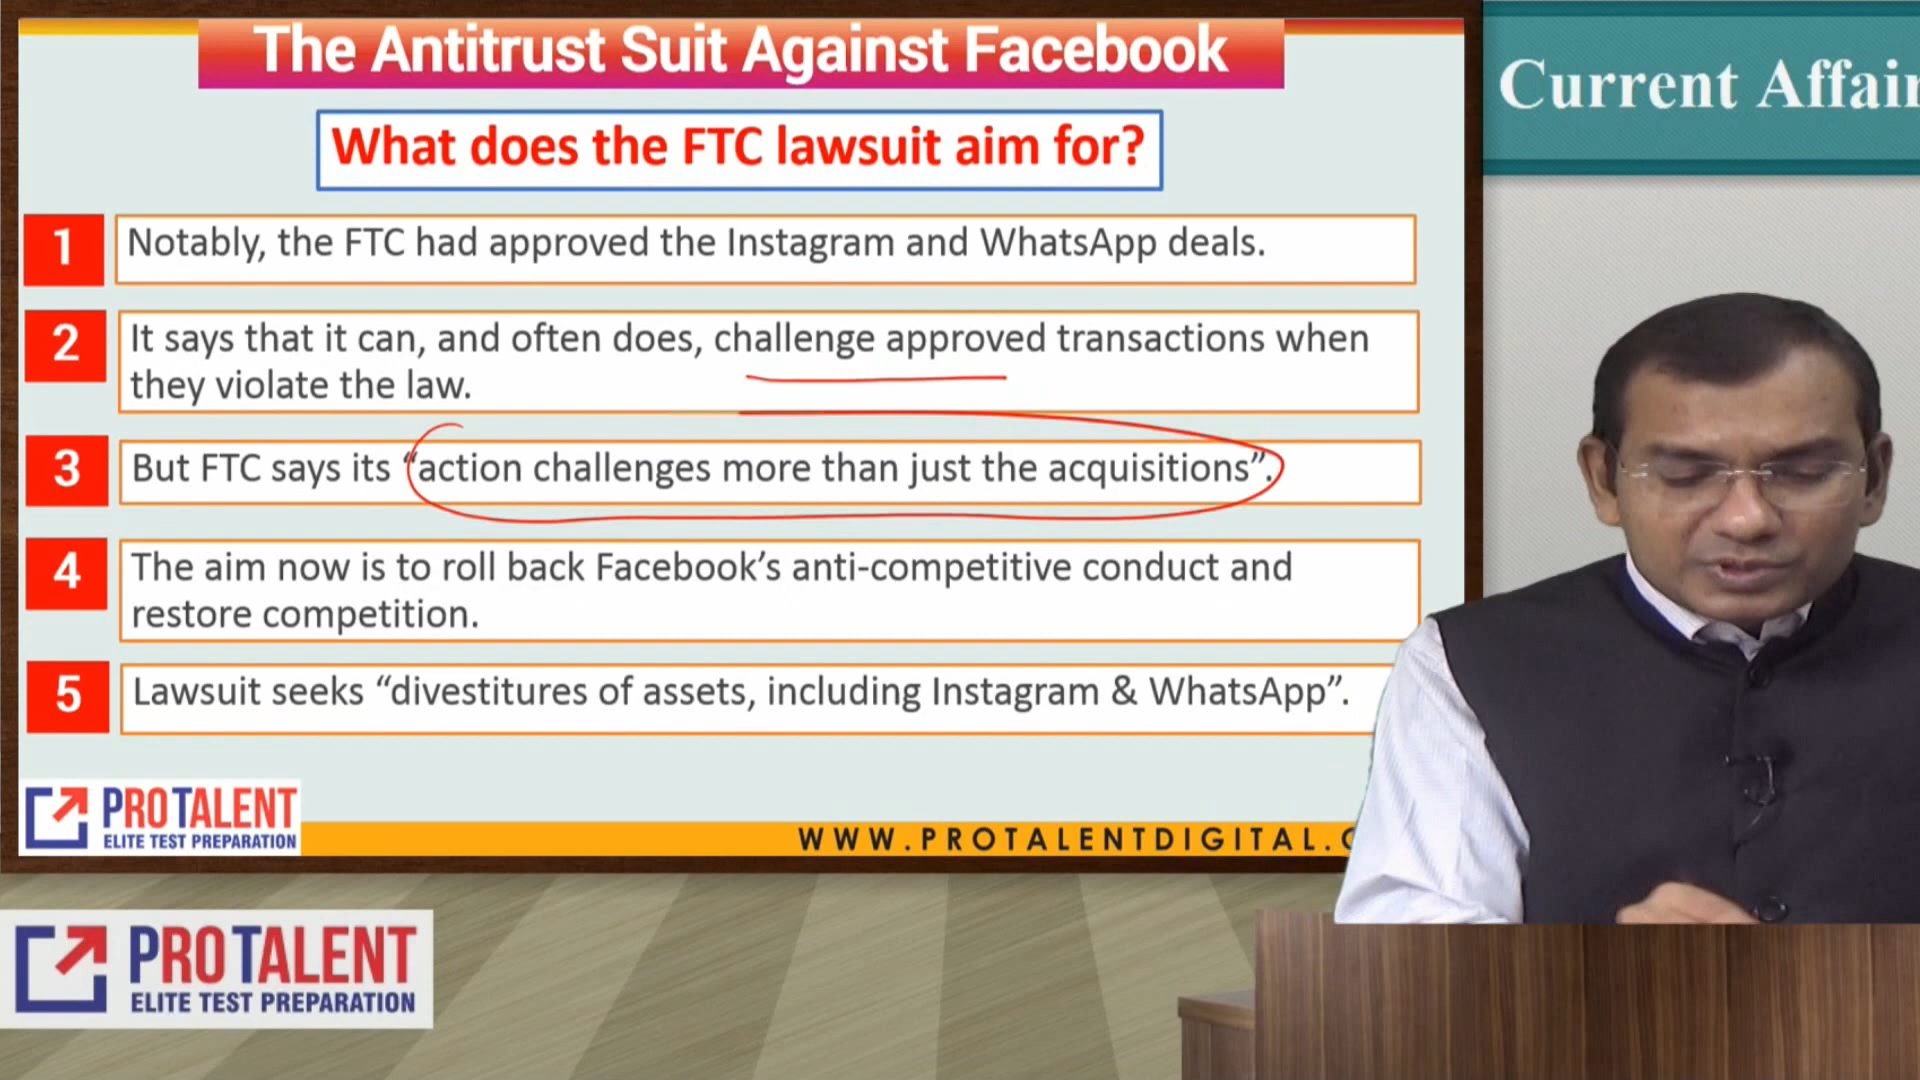 The Antitrust Suit Against Facebook
Current Affair
What does the FTC lawsuit aim for?
1
Notably, the FTC had approved the Instagram and WhatsApp deals.
2
It says that it can, and often does, challenge approved transactions when
they violate the law.
3
But FTC says its “action challenges more than just the acquisitions”.
4
The aim now is to roll back Facebook’s anti-competitive conduct and
restore competition.
5
Lawsuit seeks “divestitures of assets, including Instagram & WhatsApp”.
PROTALENT
ELITE TEST PREPARATION
WWW.PROTALENTDIGITAL.
PROTALENT
ELITE TEST PREPARATION